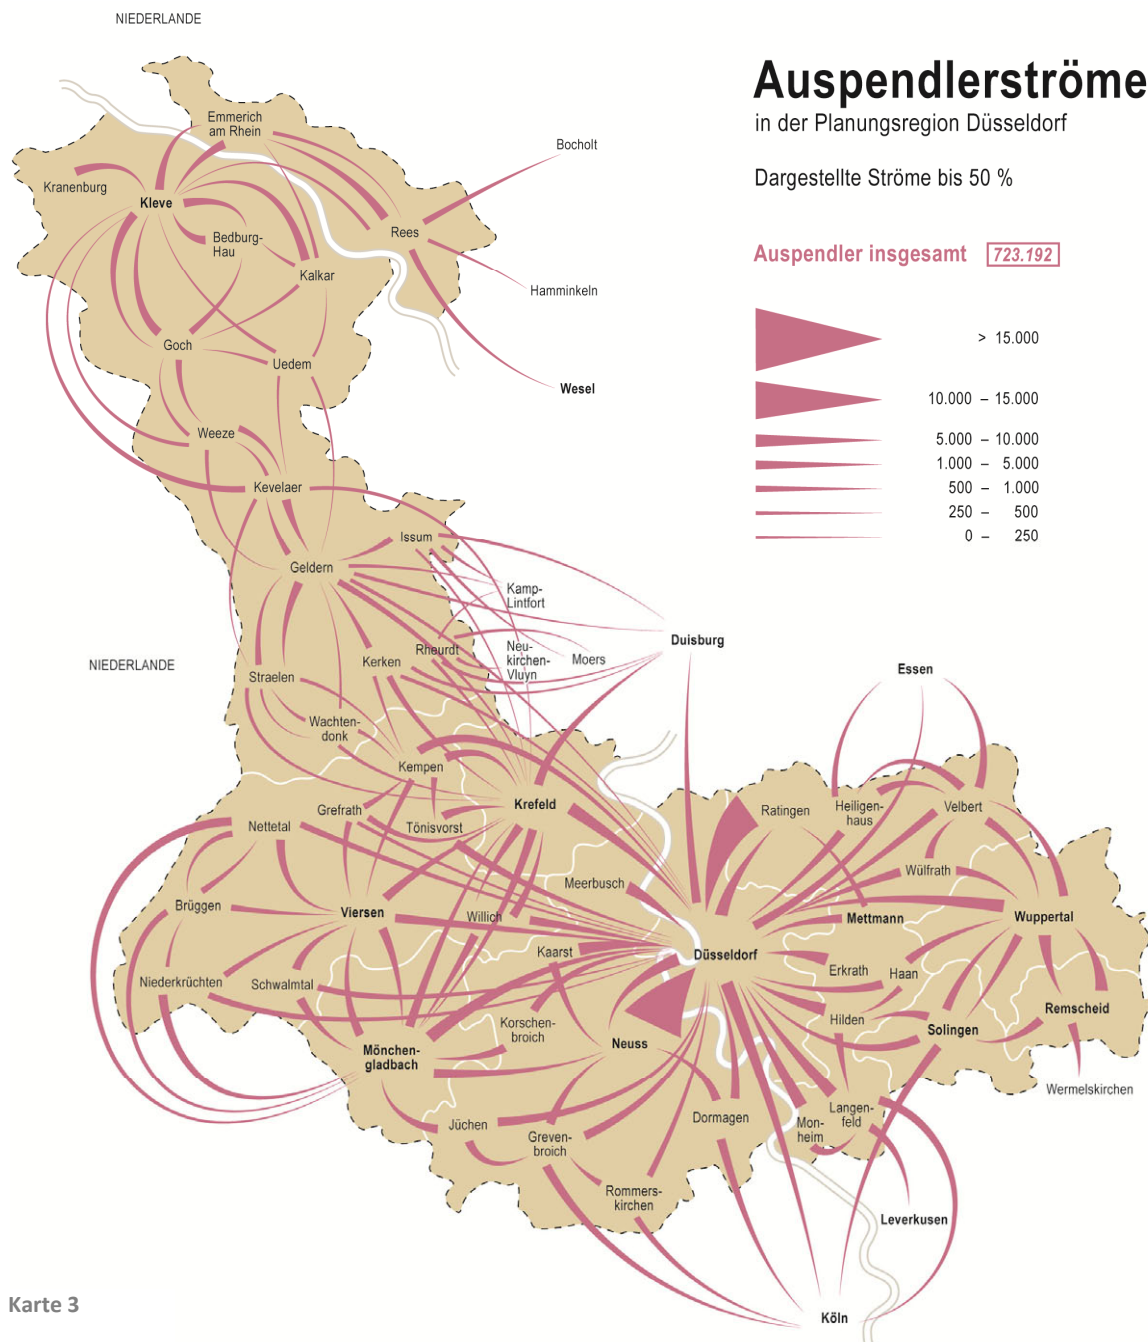 NIEDERLANDE
Auspendlerströme
in der Planungsregion Düsseldorf
Dargestellte Ströme bis 50 %
Auspendler insgesamt 723.192
> 15.000
10.000 – 15.000
5.000 – 10.000
1.000 – 5.000
500 – 1.000
250 – 500
0 – 250
Emmerich
am Rhein
Bocholt
Kranenburg
Kleve
Rees
Bedburg-
Hau
Kalkar
Hamminkeln
Goch
Uedem
Wesel
Weeze
Kevelaer
Issum
Geldern
Kamp-
Lintfort
Duisburg
NIEDERLANDE
Rheurdt
Kerken
Neu-
kirchen-
Vluyn
Moers
Straelen
Essen
Wachten-
donk
Kempen
Krefeld
Grefrath
Tönisvorst
Nettetal
Ratingen
Heiligen-
haus
Velbert
Meerbusch
Wülfrath
Brüggen
Viersen
Willich
Mettmann
Wuppertal
Kaarst
Düsseldorf
Erkrath
Haan
Niederkrüchten
Schwalmtal
Korschen-
broich
Neuss
Hilden
Solingen
Remscheid
Mönchen-
gladbach
Wermelskirchen
Jüchen
Dormagen
Mon-
heim
Langen-
feld
Greven-
broich
Rommers-
kirchen
Leverkusen
Köln
Karte 3